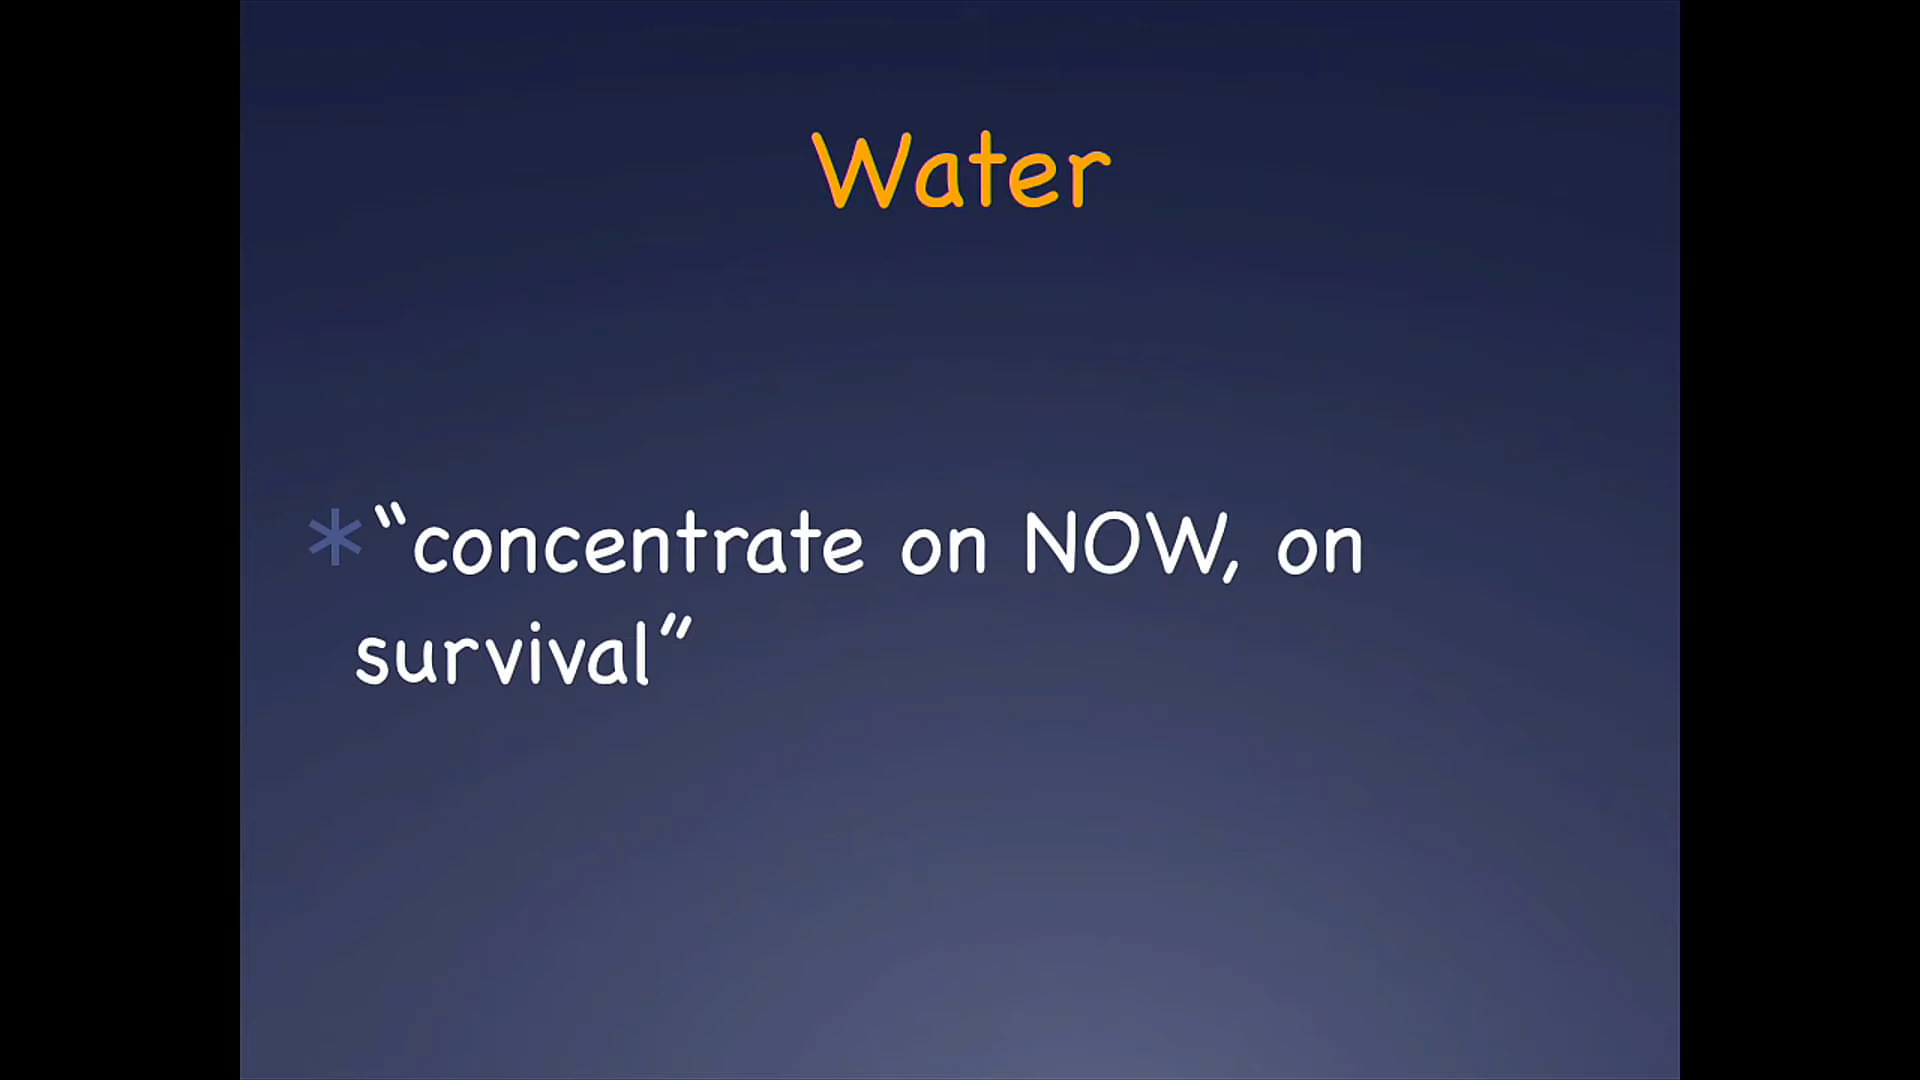 Water
*“concentrate on NOW, on
survival”